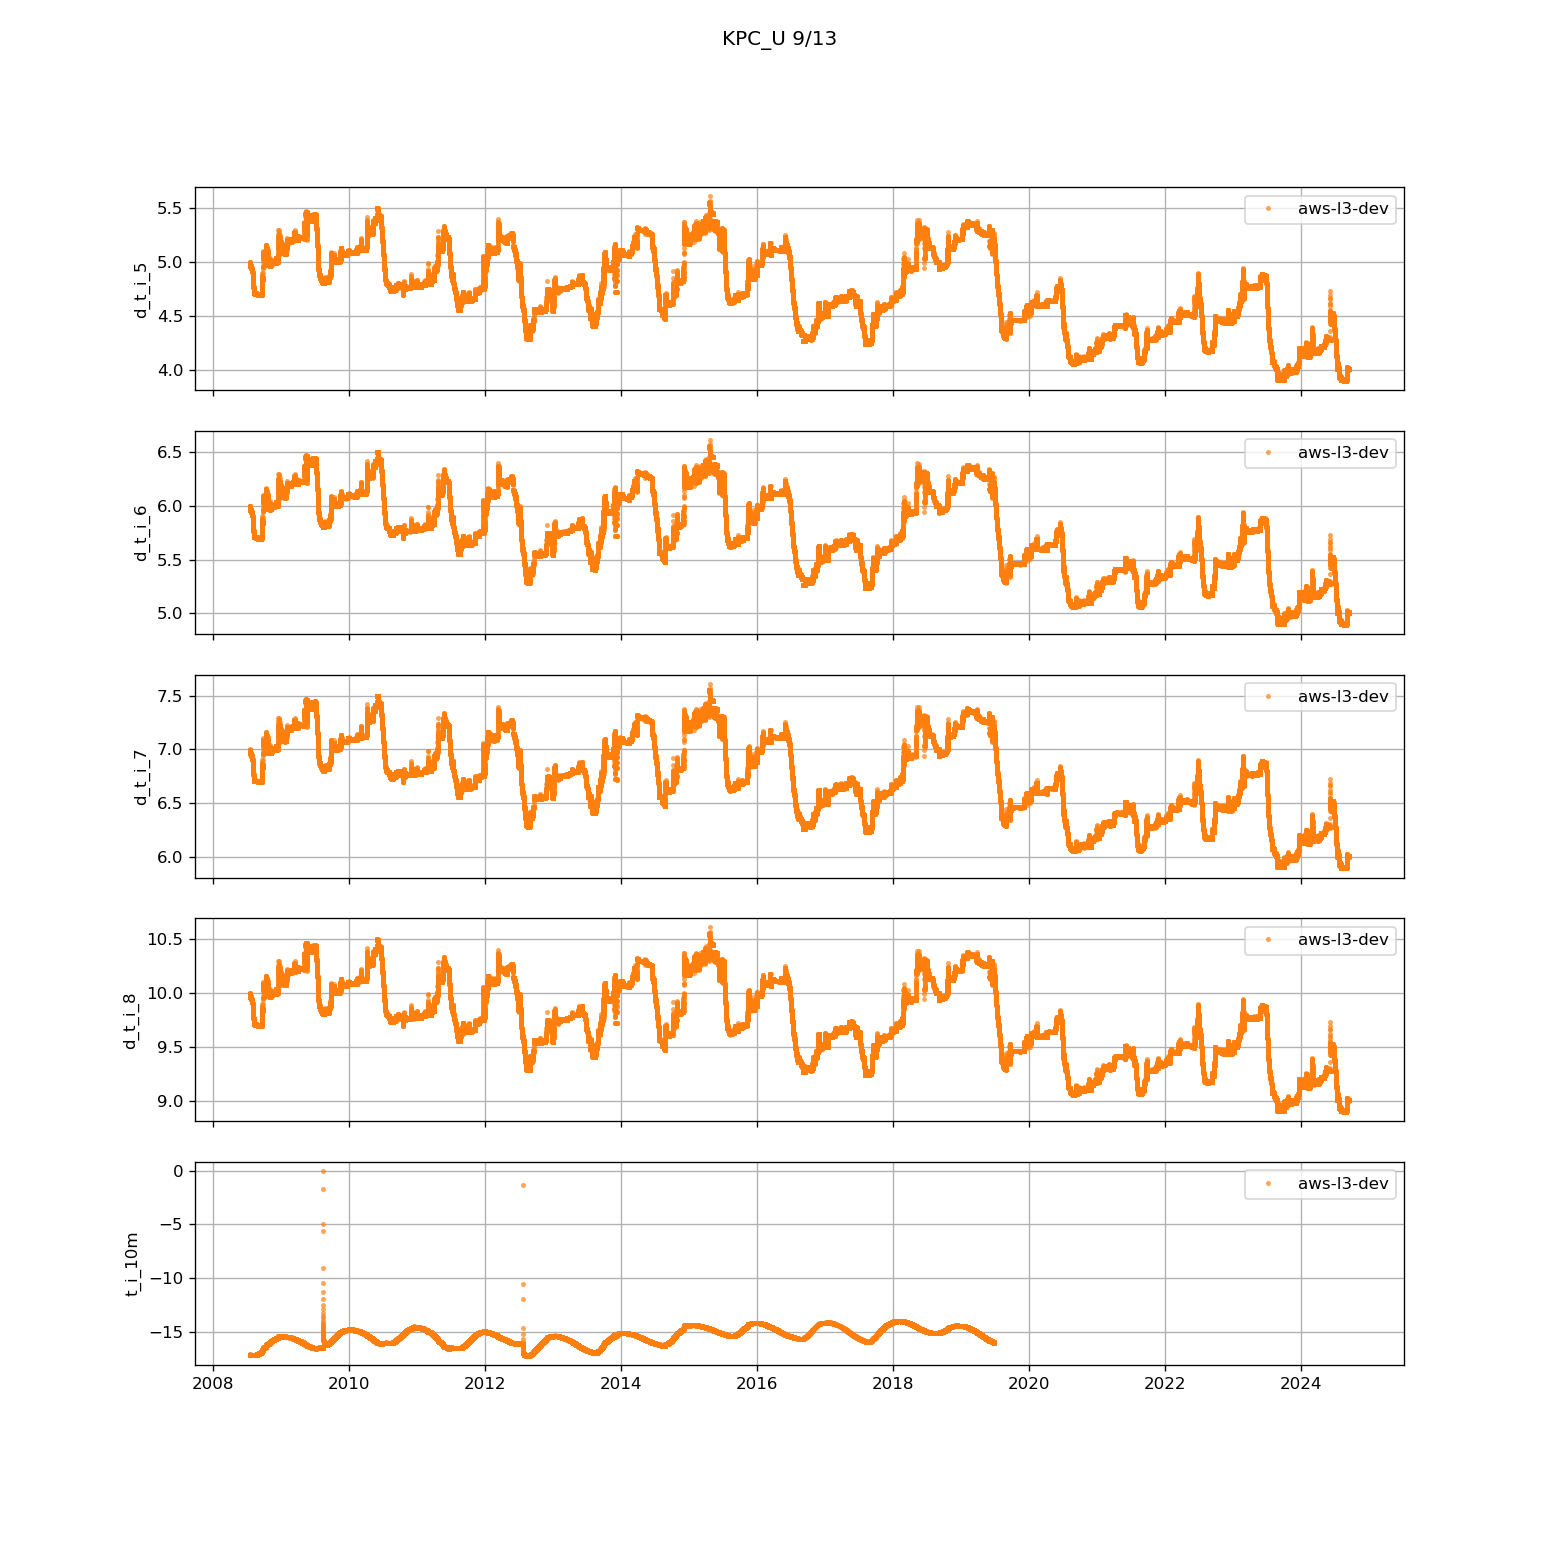 KPC_U 9/13
5.5
5.0
4.5
4.0
d_t_i_5
aws-l3-dev
6.5
6.0
5.5
5.0
d_t_i_6
aws-l3-dev
7.5
7.0
6.5
6.0
d_t_i_7
aws-l3-dev
10.5
10.0
9.5
9.0
d_t_i_8
aws-l3-dev
0
−5
−10
−15
t_i_10m
aws-l3-dev
2008 2010 2012 2014 2016 2018 2020 2022 2024